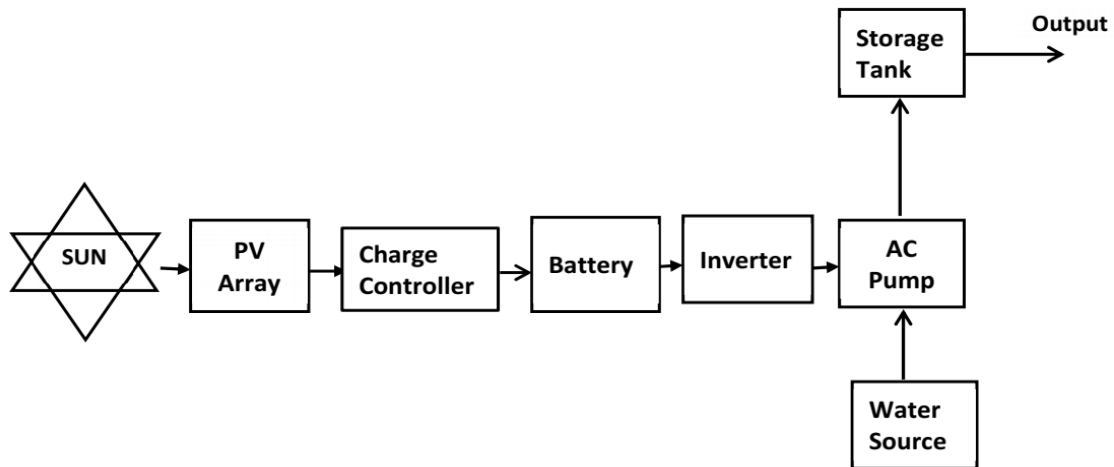 Storage
Tank
Output
SUN
PV
Array
Charge
Controller
Battery
Inverter
AC
Pump
Water
Source